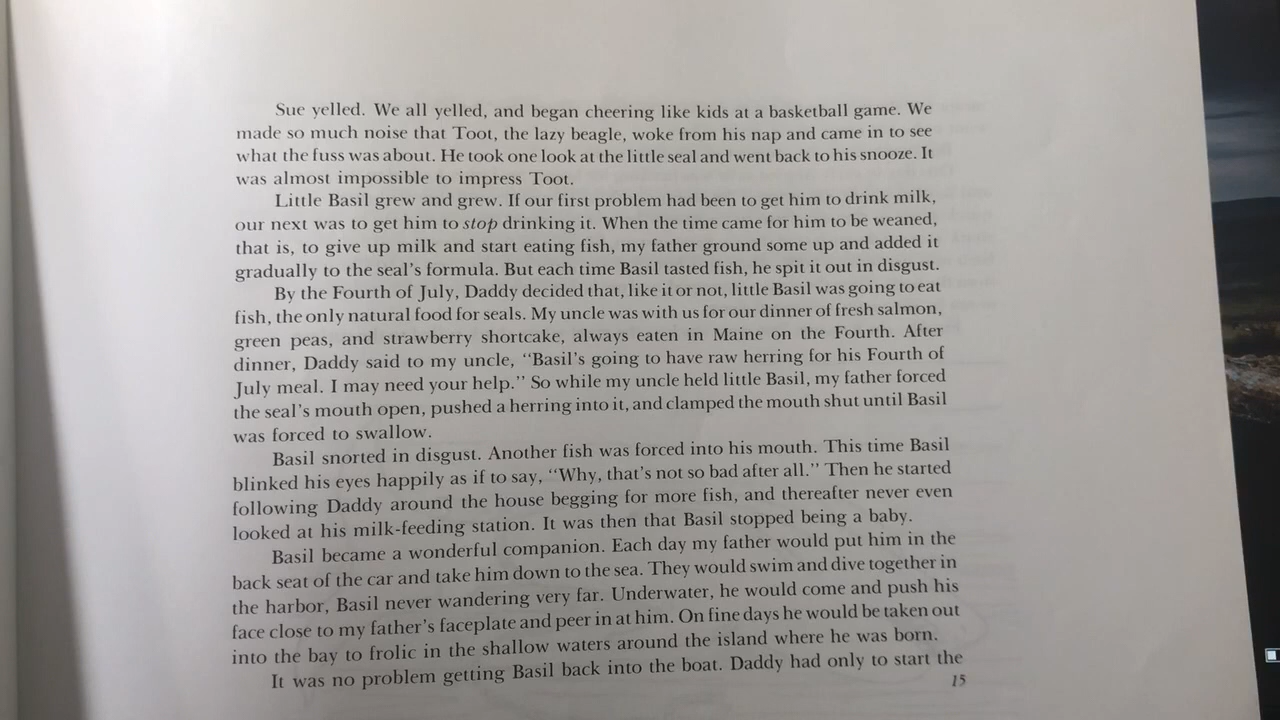 Sue yelled. We all yelled, and began cheering like kids at a basketball game. We
made so much noise that Toot, the lazy beagle, woke from his nap and came in to see
what the fuss was about. He took one look at the little seal and went back to his snooze. It
was almost impossible to impress Toot.
Little Basil grew and grew. If our first problem had been to get him to drink milk,
our next was to get him to stop drinking it. When the time came for him to be weaned,
that is, to give up milk and start eating fish, my father ground some up and added it
gradually to the seal's formula. But each time Basil tasted fish, he spit it out in disgust.
By the Fourth of July, Daddy decided that, like it or not, little Basil was going to eat
fish, the only natural food for seals. My uncle was with us for our dinner of fresh salmon,
green peas, and strawberry shortcake, always eaten in Maine on the Fourth. After
dinner, Daddy said to my uncle, "Basil's going to have raw herring for his Fourth of
July meal. I may need your help." So while my uncle held little Basil, my father forced
the seal's mouth open, pushed a herring into it, and clamped the mouth shut until Basil
was forced to swallow.
Basil snorted in disgust. Another fish was forced into his mouth. This time Basil
blinked his eyes happily as if to say, "Why, that's not so bad after all." Then he started
following Daddy around the house begging for more fish, and thereafter never even
looked at his milk-feeding station. It was then that Basil stopped being a baby.
Basil became a wonderful companion. Each day my father would put him in the
back seat of the car and take him down to the sea. They would swim and dive together in
the harbor, Basil never wandering very far. Underwater, he would come and push his
face close to my father's faceplate and peer in at him. On fine days he would be taken out
into the bay to frolic in the shallow waters around the island where he was born.
It was no problem getting Basil back into the boat. Daddy had only to start the
15